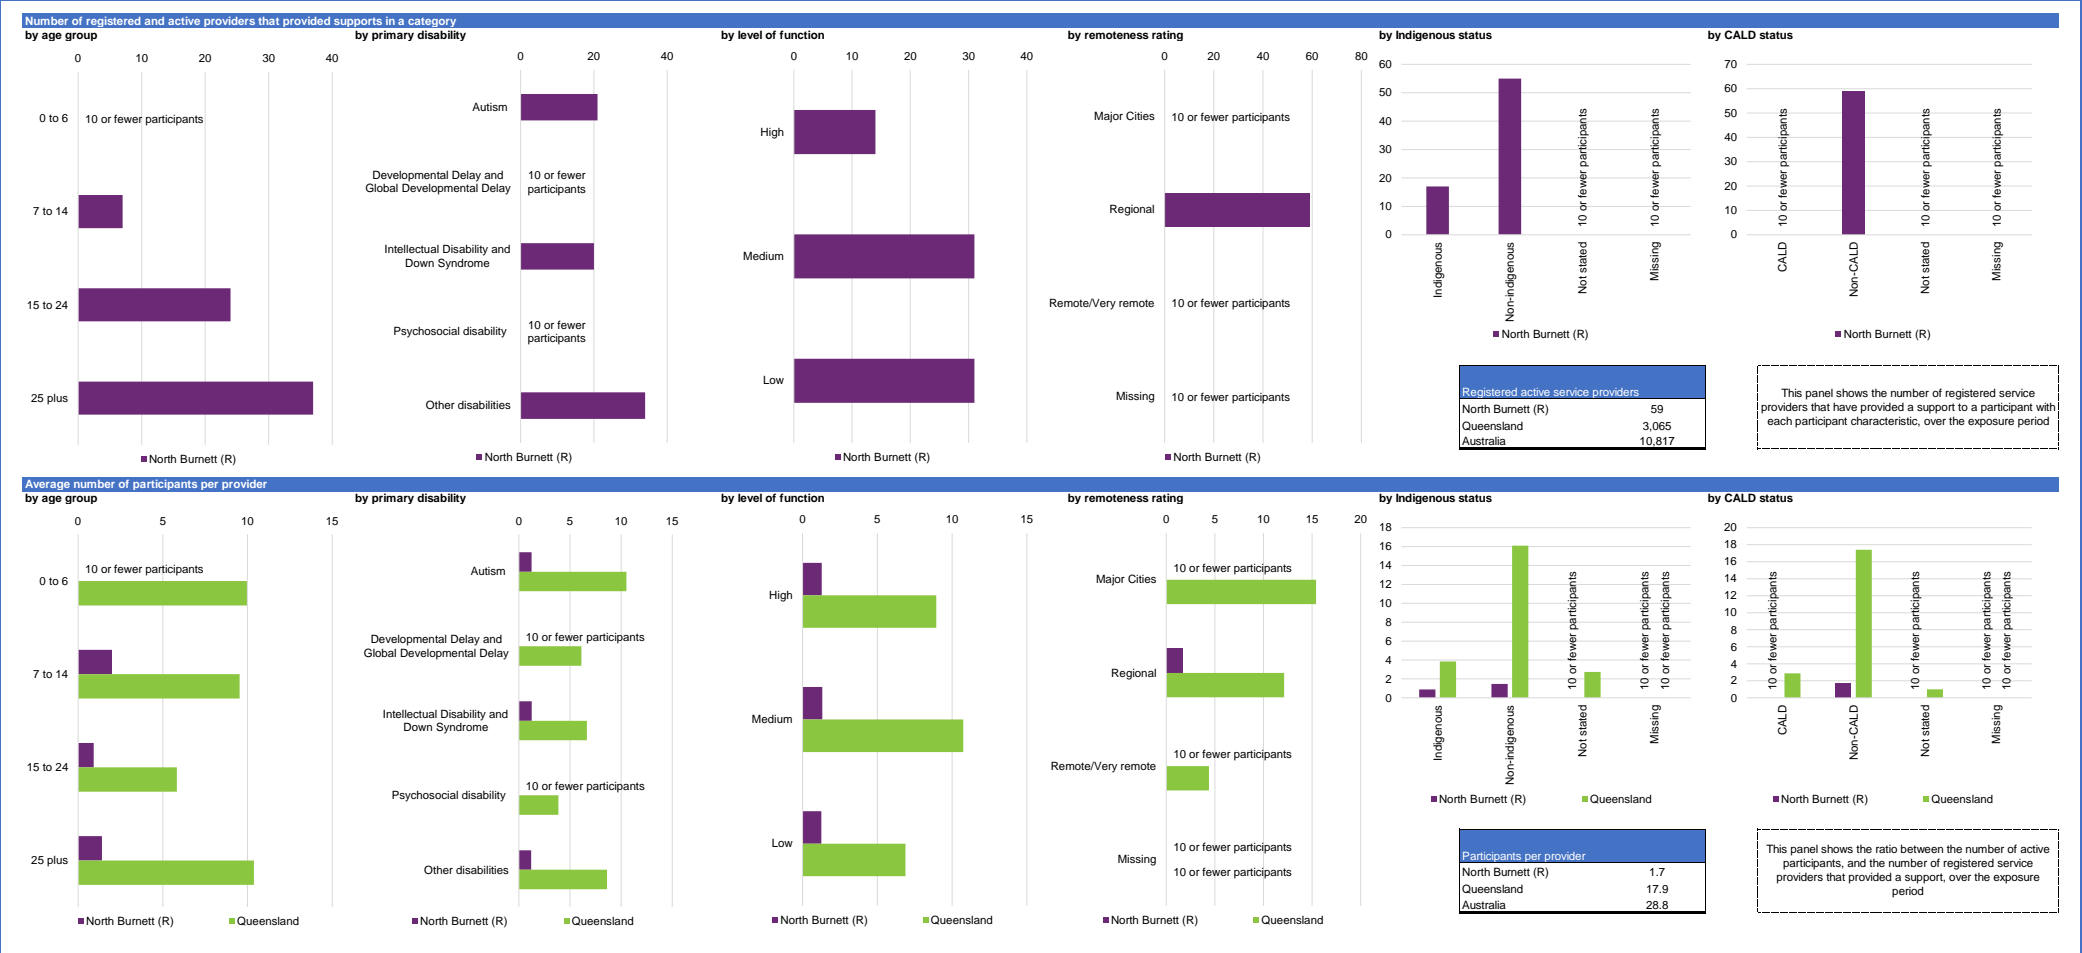 Number of registered and active providers that provided supports in a category
by age group
0 10 20 30 40
0 to 6
10 or fewer participants
7 to 14
15 to 24
25 plus
North Burnett (R)
by primary disability
0 20 40
Autism
Developmental Delay and
Global Developmental Delay
10 or fewer
participants
Intellectual Disability and
Down Syndrome
Psychosocial disability
10 or fewer
participants
Other disabilities
North Burnett (R)
by level of function
0 10 20 30 40
High
Medium
Low
North Burnett (R)
by remoteness rating
0 20 40 60 80
Major Cities
10 or fewer participants
Regional
Remote/Very remote
10 or fewer participants
Missing
10 or fewer participants
North Burnett (R)
by Indigenous status
60
50
40
30
20
10
0
10 or fewer participants
10 or fewer participants
Indigenous
Non-indigenous
Not stated
Missing
North Burnett (R)
by CALD status
70
60
50
40
30
20
10
0
10 or fewer participants
10 or fewer participants
10 or fewer participants
CALD
Non-CALD
Not stated
Missing
North Burnett (R)
Registered active service providers
North Burnett (R) 59
Queensland 3,065
Australia 10,817
This panel shows the number of registered service
providers that have provided a support to a participant with
each participant characteristic, over the exposure period
Average number of participants per provider
by age group
0 5 10 15
0 to 6
10 or fewer participants
7 to 14
15 to 24
25 plus
North Burnett (R) Queensland
by primary disability
0 5 10 15
Autism
Developmental Delay and
Global Developmental Delay
10 or fewer participants
Intellectual Disability and
Down Syndrome
Psychosocial disability
10 or fewer participants
Other disabilities
North Burnett (R) Queensland
by level of function
0 5 10 15
High
Medium
Low
North Burnett (R) Queensland
by remoteness rating
0 5 10 15 20
Major Cities
10 or fewer participants
Regional
Remote/Very remote
10 or fewer participants
Missing
10 or fewer participants
10 or fewer participants
North Burnett (R) Queensland
by Indigenous status
18
16
14
12
10
8
6
4
2
0
10 or fewer participants
10 or fewer participants
10 or fewer participants
Indigenous
Non-indigenous
Not stated
Missing
North Burnett (R) Queensland
by CALD status
20
18
16
14
12
10
8
6
4
2
0
10 or fewer participants
10 or fewer participants
10 or fewer participants
10 or fewer participants
CALD
Non-CALD
Not stated
Missing
North Burnett (R) Queensland
Participants per provider
North Burnett (R) 1.7
Queensland 17.9
Australia 28.8
This panel shows the ratio between the number of active
participants, and the number of registered service
providers that provided a support, over the exposure
period